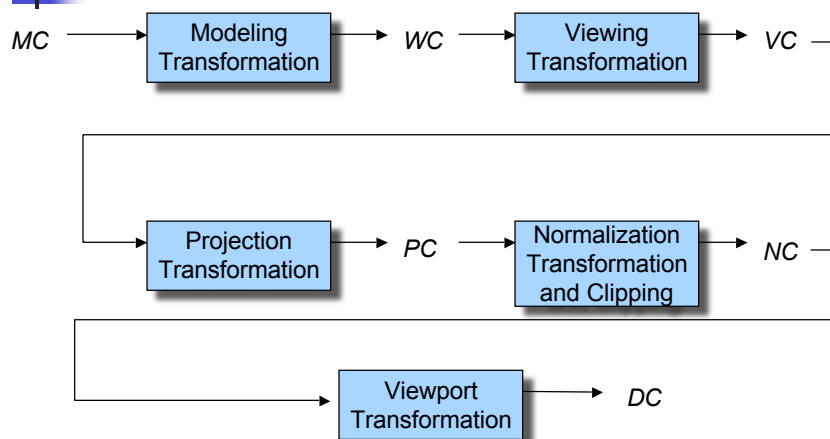 MC
Modeling
Transformation
WC
Viewing
Transformation
VC
Projection
Transformation
PC
Normalization
Transformation
and Clipping
NC
Viewport
Transformation
DC